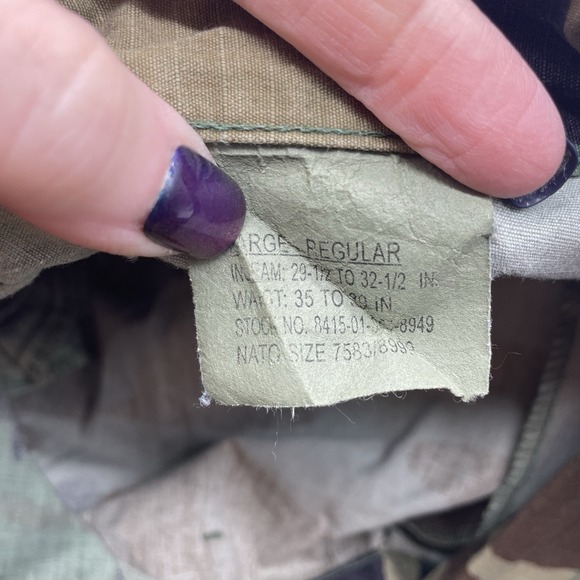 ARGE-REGULAR
INSEAM: 29-1/2 TO 32-1/2 IN.
WAIST: 35 TO 39 IN
STOCK NO. 8415-01-
NATO SIZE 7583/8999